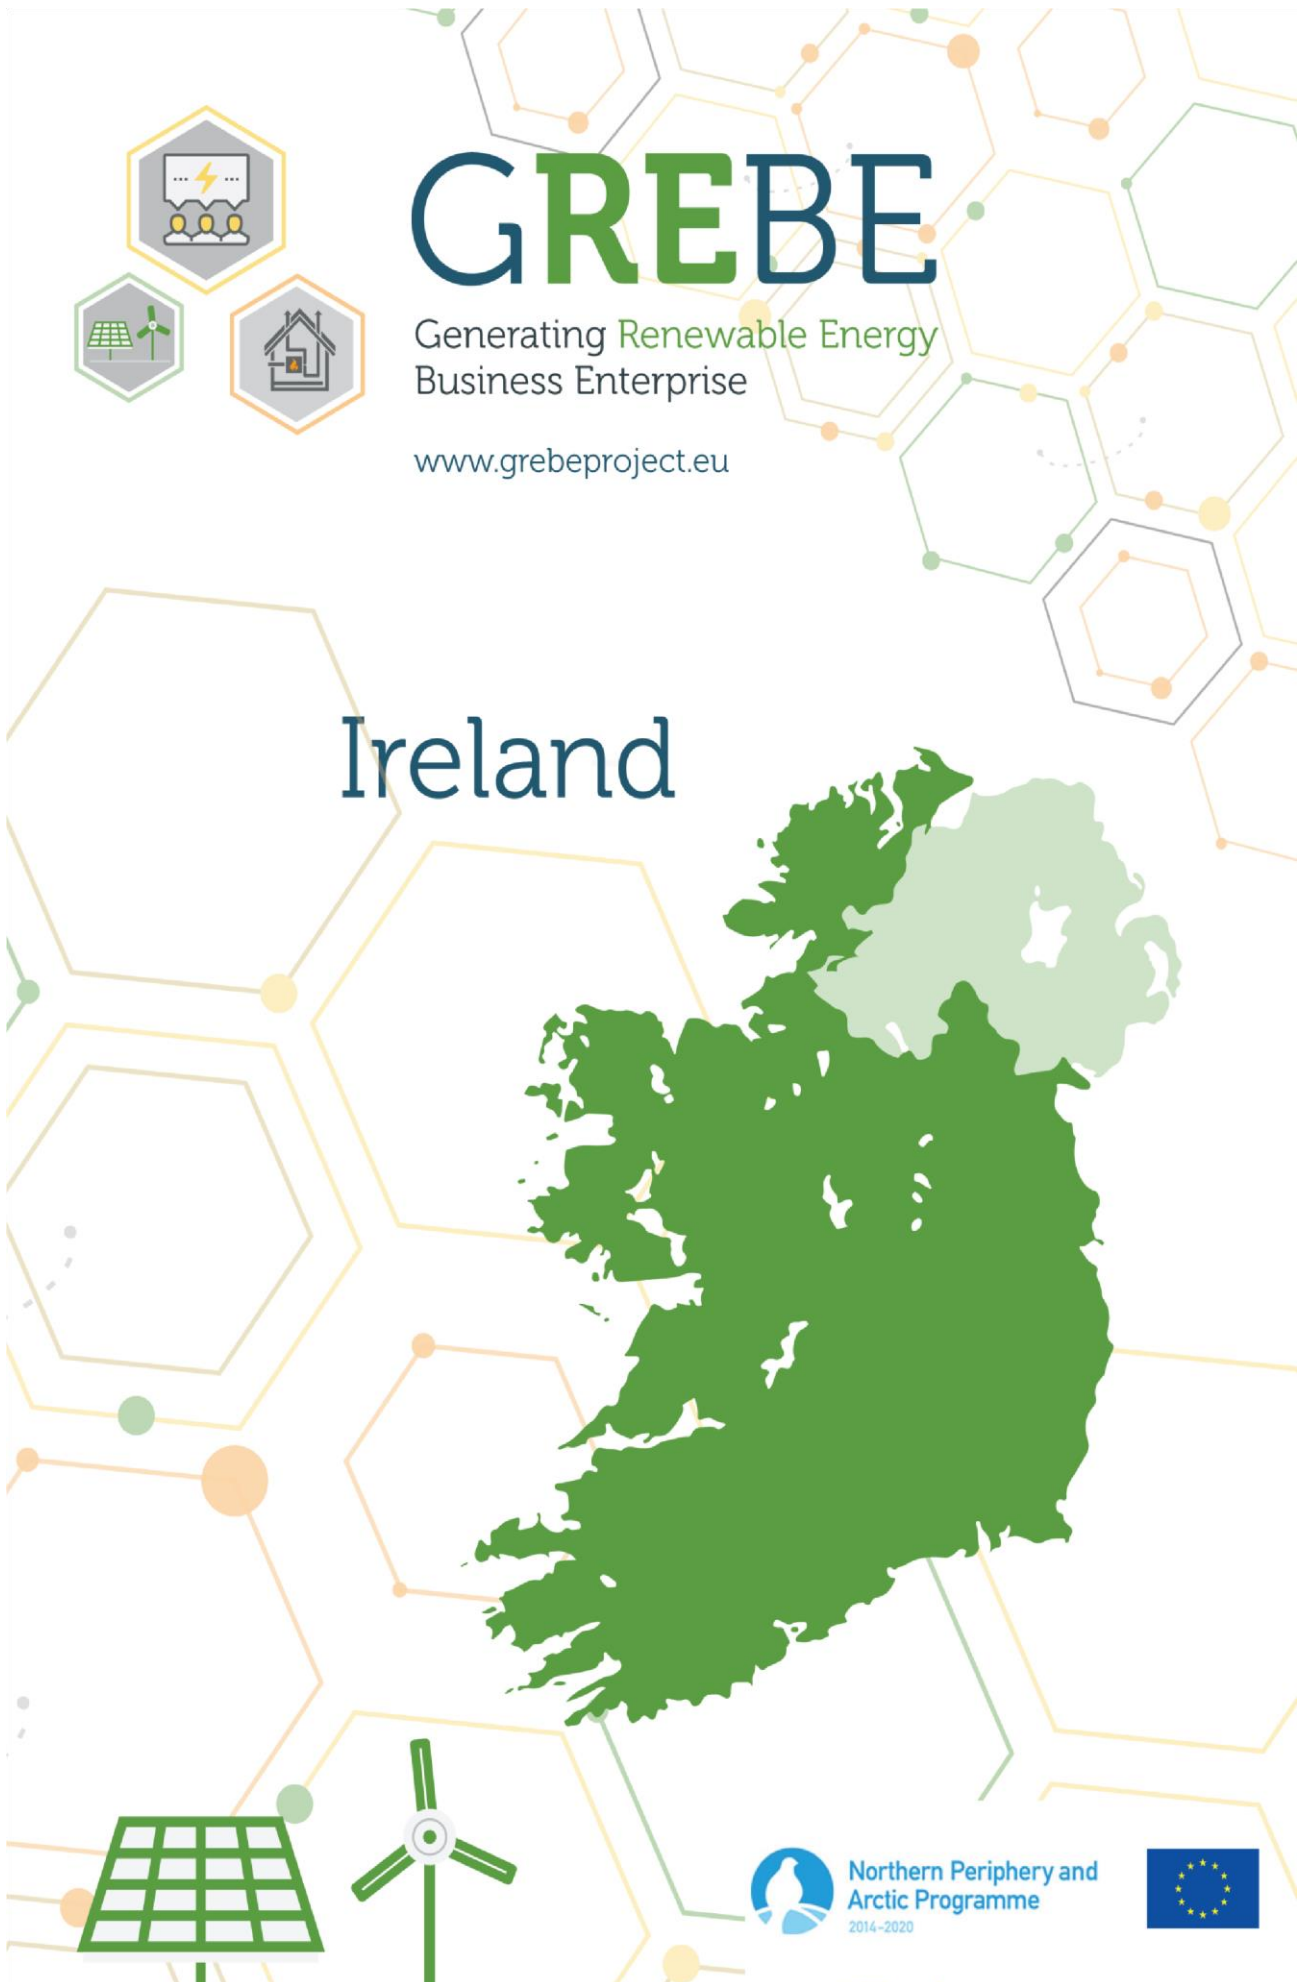 GREBE
Generating Renewable Energy
Business Enterprise
www.grebeproject.eu
Ireland
Northern Periphery and
Arctic Programme
2014-2020